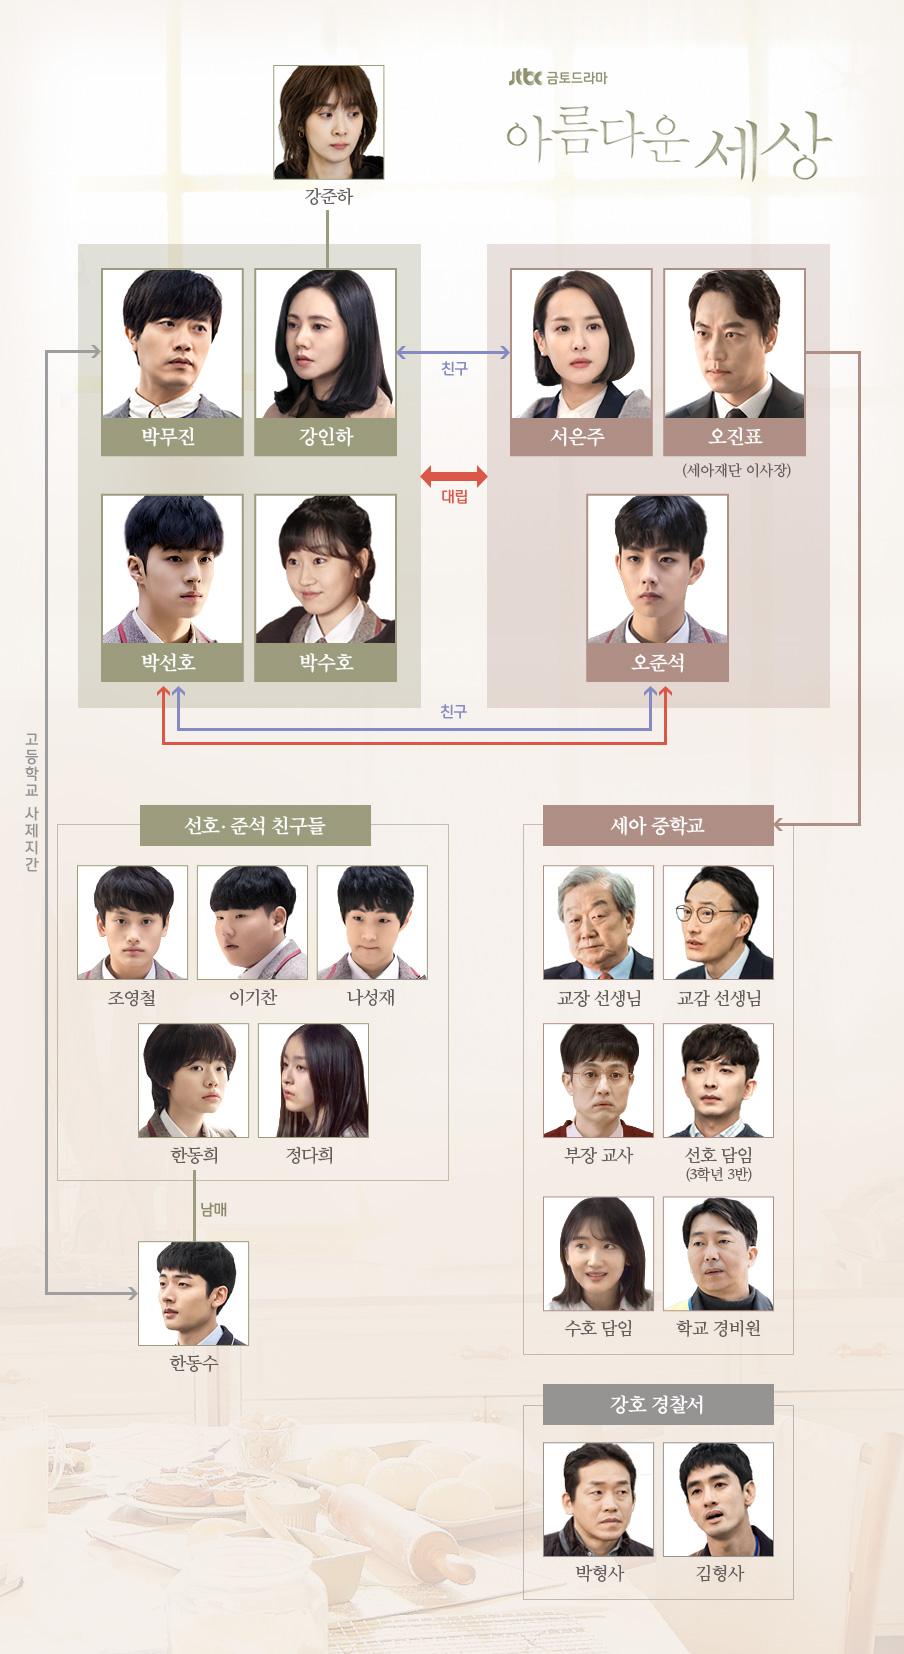 jtbc 금토드라마
아름다운 세상
강준하
친구
박무진
강인하
서은주
오진표
(세아재단 이사장)
대립
박선호
박수호
오준석
친구
고등학교 사제지간
선호·준석 친구들
조영철
이기찬
나성재
한동희
정다희
남매
한동수
세아 중학교
교장 선생님
교감 선생님
부장 교사
선호 담임
(3학년 3반)
수호 담임
학교 경비원
강호 경찰서
박형사
김형사